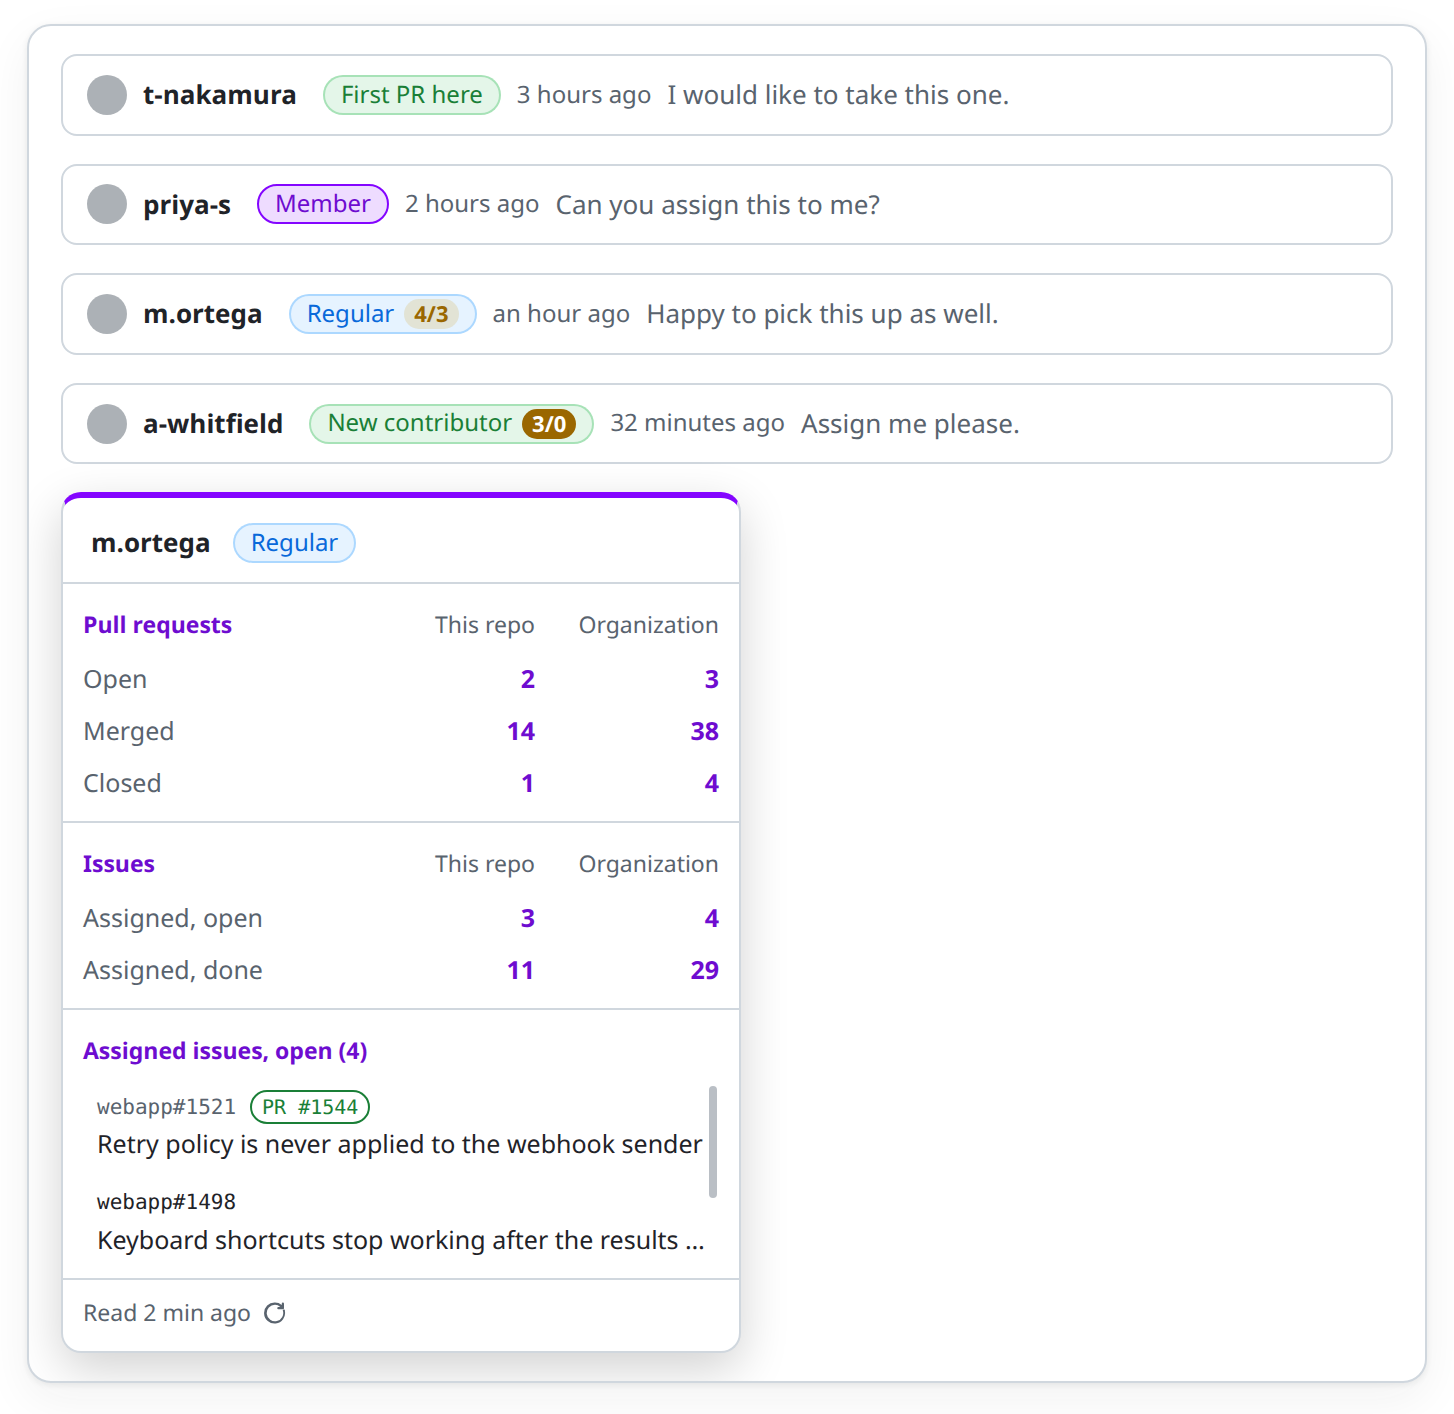 t-nakamura First PR here 3 hours ago I would like to take this one.
priya-s Member 2 hours ago Can you assign this to me?
m.ortega Regular 4/3 an hour ago Happy to pick this up as well.
a-whitfield New contributor 3/0 32 minutes ago Assign me please.
m.ortega Regular
Pull requests This repo Organization
Open 2 3
Merged 14 38
Closed 1 4
Issues This repo Organization
Assigned, open 3 4
Assigned, done 11 29
Assigned issues, open (4)
webapp#1521 PR #1544
Retry policy is never applied to the webhook sender
webapp#1498
Keyboard shortcuts stop working after the results ...
Read 2 min ago